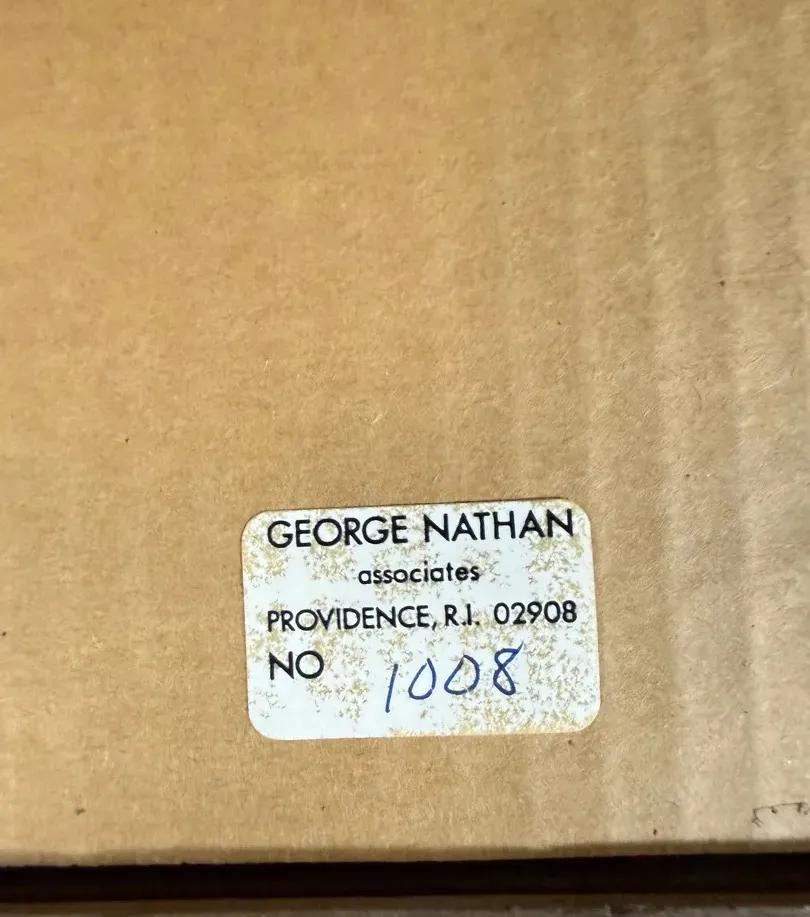 GEORGE NATHAN
associates
PROVIDENCE, R.I. 02908
NO 1008